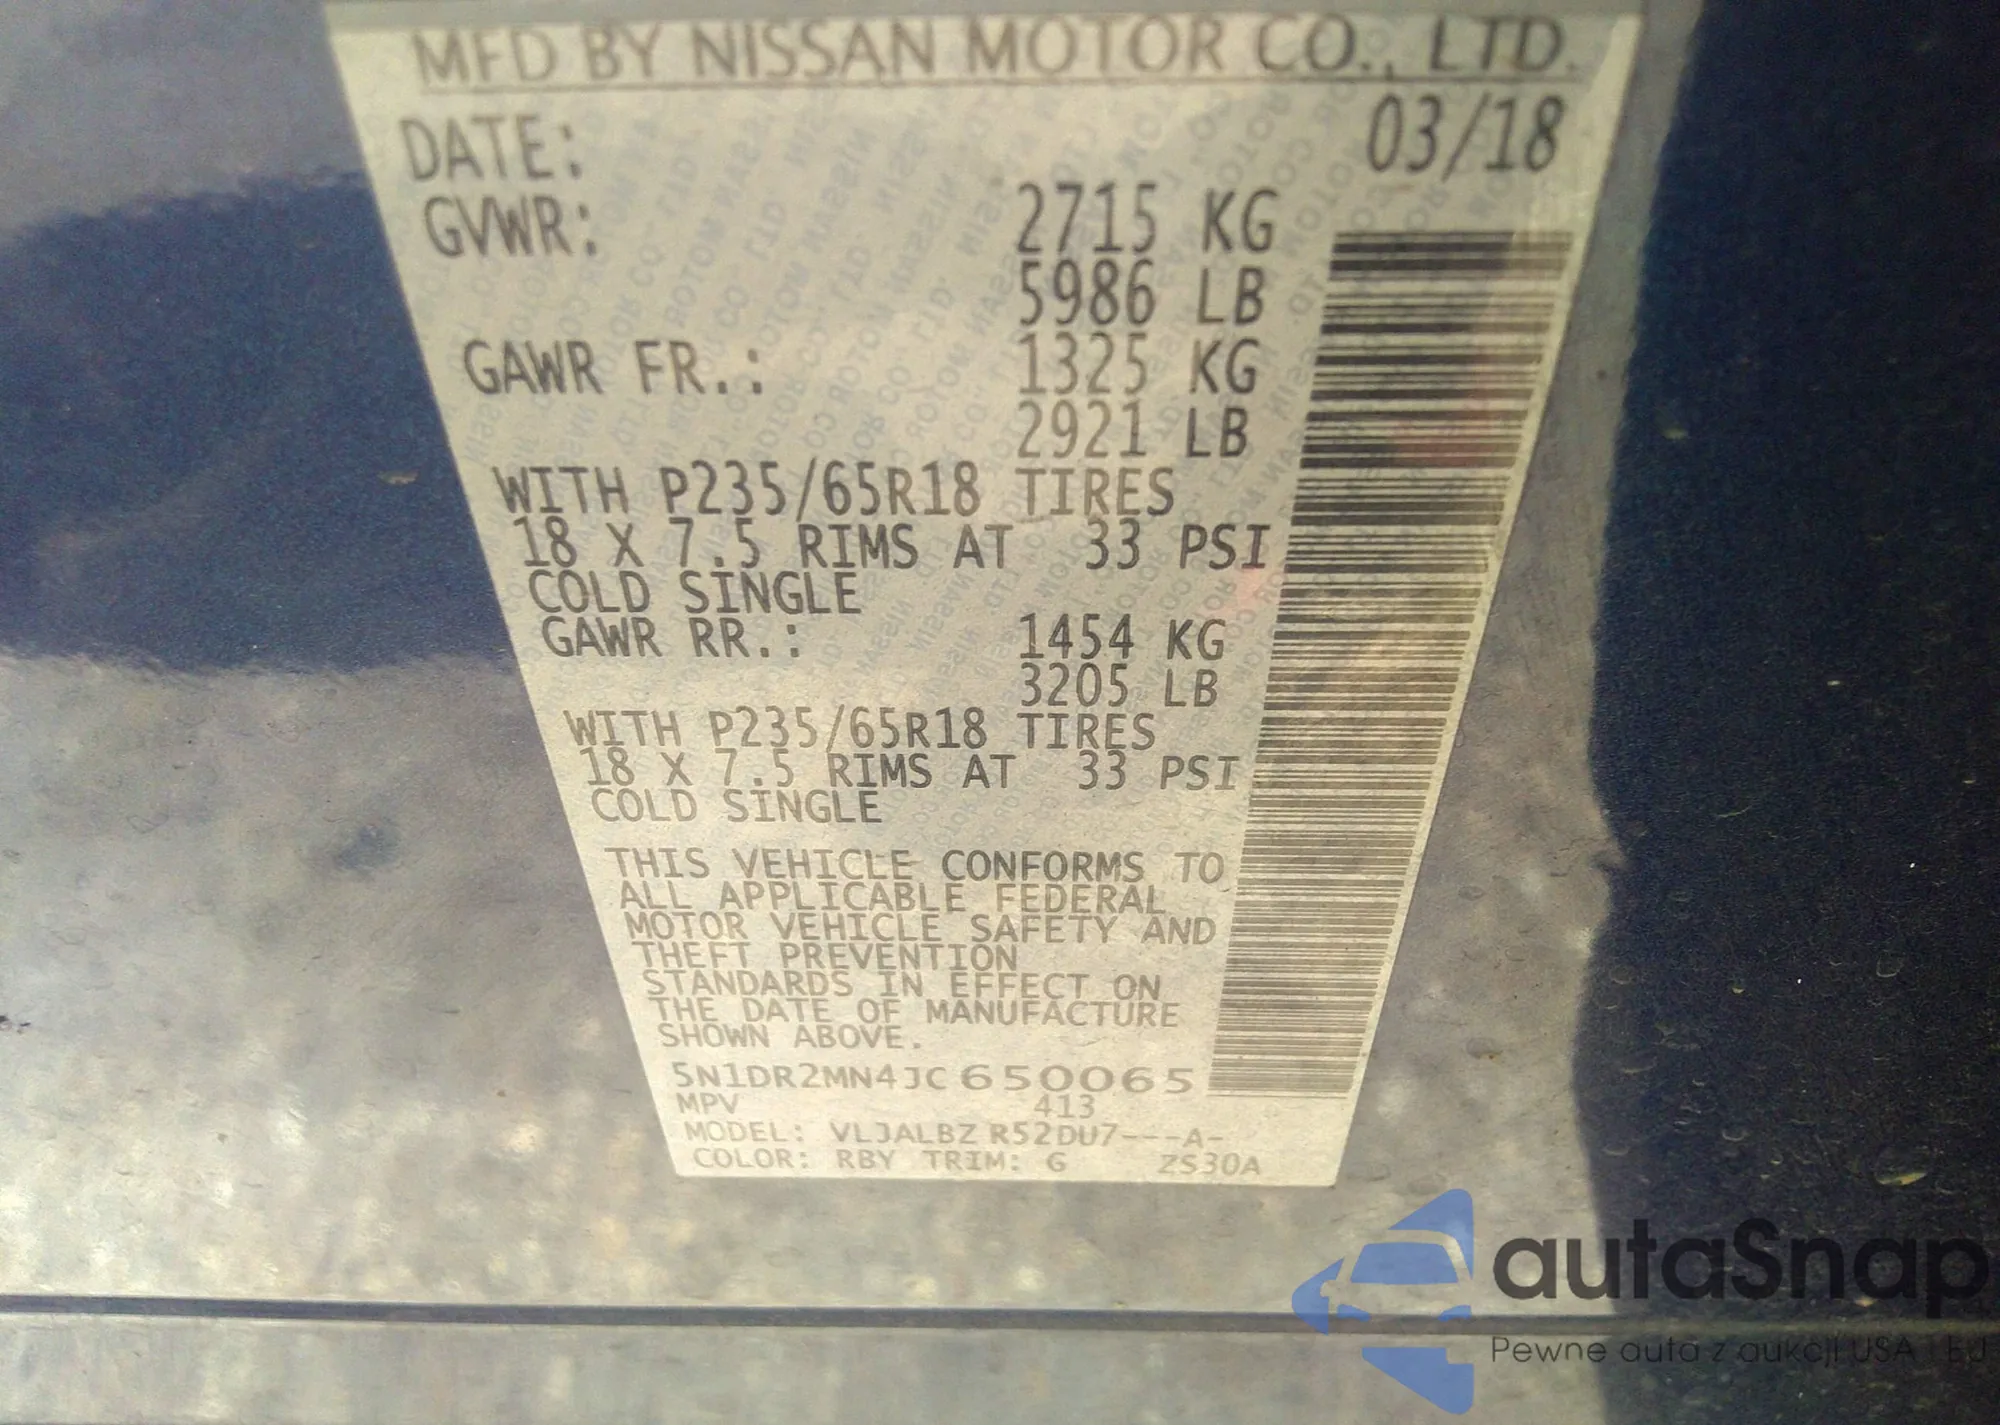 MFD BY NISSAN MOTOR CO., LTD.
DATE: 03/18
GVWR: 2715 KG
5986 LB
GAWR FR.: 1325 KG
2921 LB
WITH P235/65R18 TIRES
18 X 7.5 RIMS AT 33 PSI
COLD SINGLE
GAWR RR.: 1454 KG
3205 LB
WITH P235/65R18 TIRES
18 X 7.5 RIMS AT 33 PSI
COLD SINGLE
THIS VEHICLE CONFORMS TO
ALL APPLICABLE FEDERAL
MOTOR VEHICLE SAFETY AND
THEFT PREVENTION
STANDARDS IN EFFECT ON
THE DATE OF MANUFACTURE
SHOWN ABOVE.
5N1DR2MN4JC650065
MPV 413
MODEL: VLJALBZ R52DU7---A-
COLOR: RBY TRIM: G ZS30A
autaSnap
Pewne auta z aukcji USA i EU